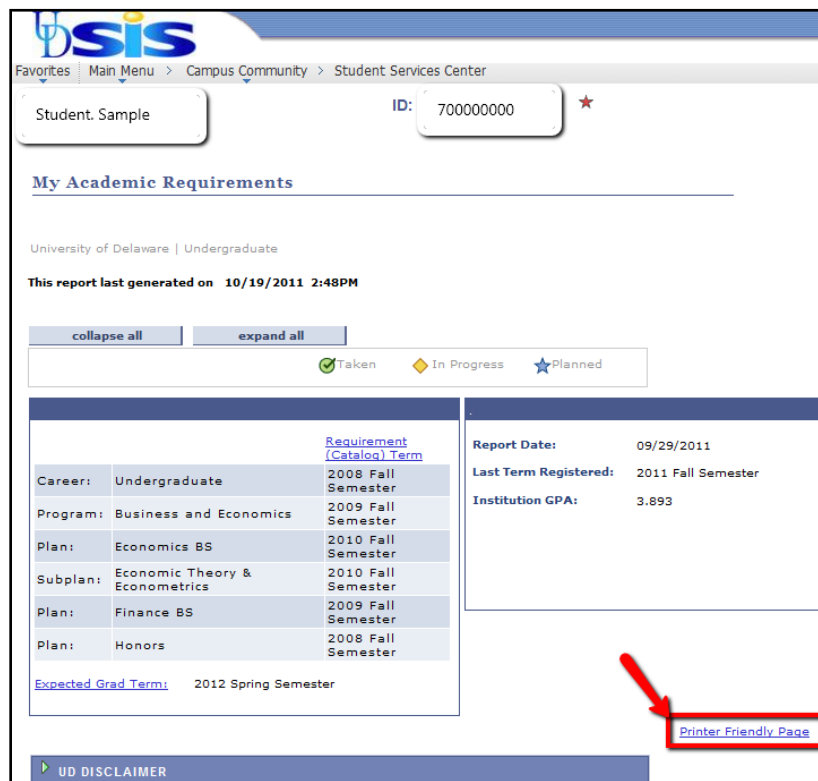 UDSIS
Favorites Main Menu > Campus Community > Student Services Center
Student. Sample
ID: 700000000
My Academic Requirements
University of Delaware | Undergraduate
This report last generated on 10/19/2011 2:48PM
collapse all expand all
Taken In Progress Planned
Requirement
(Catalog) Term
Career: Undergraduate 2008 Fall
Semester
Program: Business and Economics 2009 Fall
Semester
Plan: Economics BS 2010 Fall
Semester
Subplan: Economic Theory &
Econometrics 2010 Fall
Semester
Plan: Finance BS 2009 Fall
Semester
Plan: Honors 2008 Fall
Semester
Expected Grad Term: 2012 Spring Semester
.
Report Date: 09/29/2011
Last Term Registered: 2011 Fall Semester
Institution GPA: 3.893
Printer Friendly Page
UD DISCLAIMER